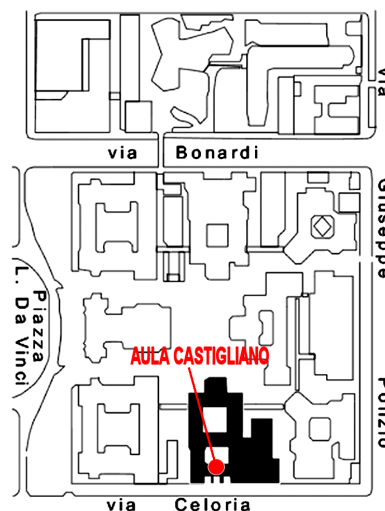 via Bonardi
via Giuseppe Ponzio
Piazza
L. Da Vinci
AULA CASTIGLIANO
via Celoria